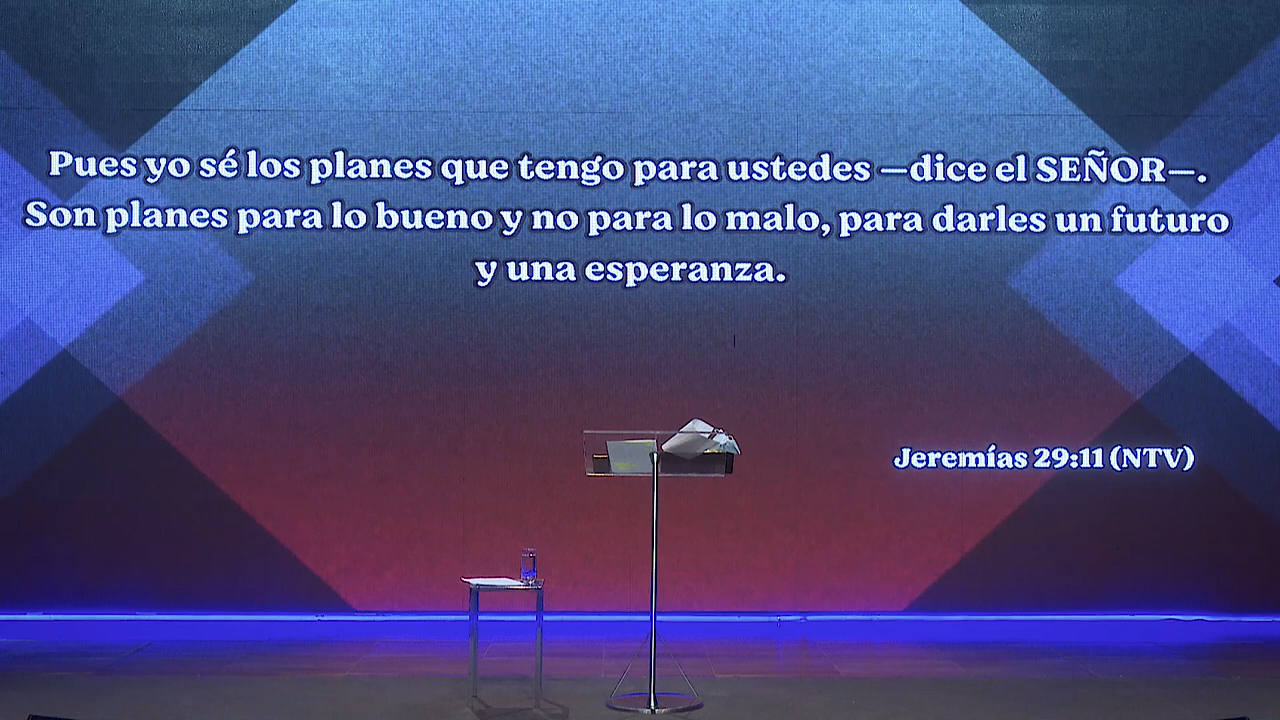 Pues yo sé los planes que tengo para ustedes —dice el SEÑOR—.
Son planes para lo bueno y no para lo malo, para darles un futuro
y una esperanza.
Jeremías 29:11 (NTV)